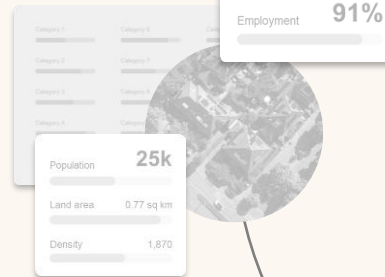 Employment 91%
Category 1 Category 6
Category 2 Category 7
Category 3
Category 4
Population 25k
Land area 0.77 sq km
Density 1,870